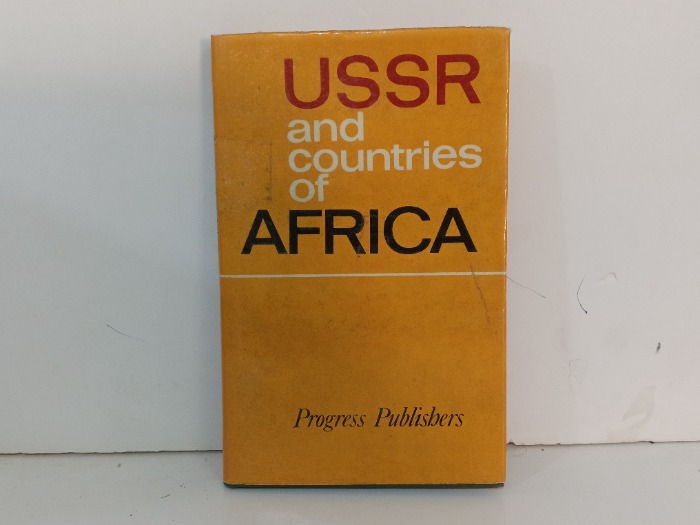 USSR
and
countries
of
AFRICA
Progress Publishers